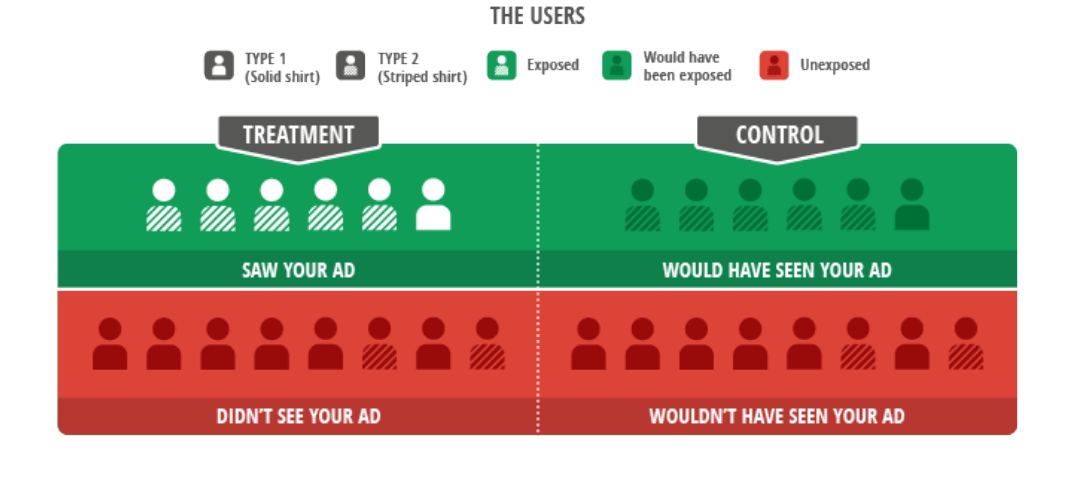 THE USERS
TYPE 1
(Solid shirt)
TYPE 2
(Striped shirt)
Exposed
Would have
been exposed
Unexposed
TREATMENT
CONTROL
SAW YOUR AD
WOULD HAVE SEEN YOUR AD
DIDN'T SEE YOUR AD
WOULDN'T HAVE SEEN YOUR AD